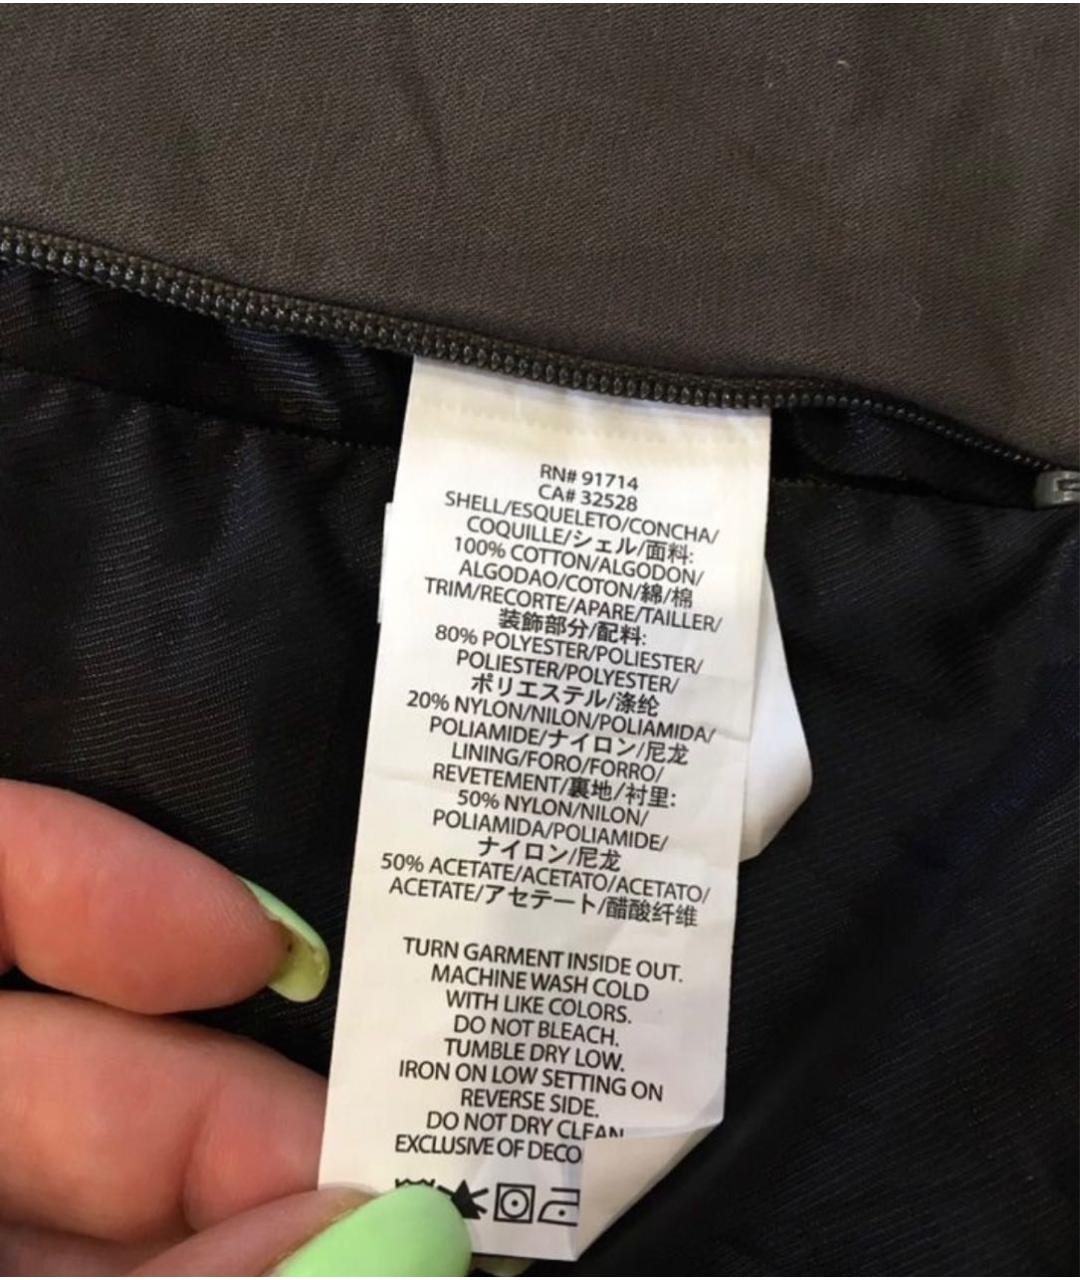 RN# 91714
CA# 32528
SHELL/ESQUELETO/CONCHA/
COQUILLE/シェル/面料:
100% COTTON/ALGODON/
ALGODAO/COTON/綿/棉
TRIM/RECORTE/APARE/TAILLER/
装飾部分/配料:
80% POLYESTER/POLIESTER/
POLIESTER/POLYESTER/
ポリエステル/涤纶
20% NYLON/NILON/POLIAMIDA/
POLIAMIDE/ナイロン/尼龙
LINING/FORO/FORRO/
REVETEMENT/裏地/衬里:
50% NYLON/NILON/
POLIAMIDA/POLIAMIDE/
ナイロン/尼龙
50% ACETATE/ACETATO/ACETATO/
ACETATE/アセテート/醋酸纤维
TURN GARMENT INSIDE OUT.
MACHINE WASH COLD
WITH LIKE COLORS.
DO NOT BLEACH.
TUMBLE DRY LOW.
IRON ON LOW SETTING ON
REVERSE SIDE.
DO NOT DRY CLEAN
EXCLUSIVE OF DECO